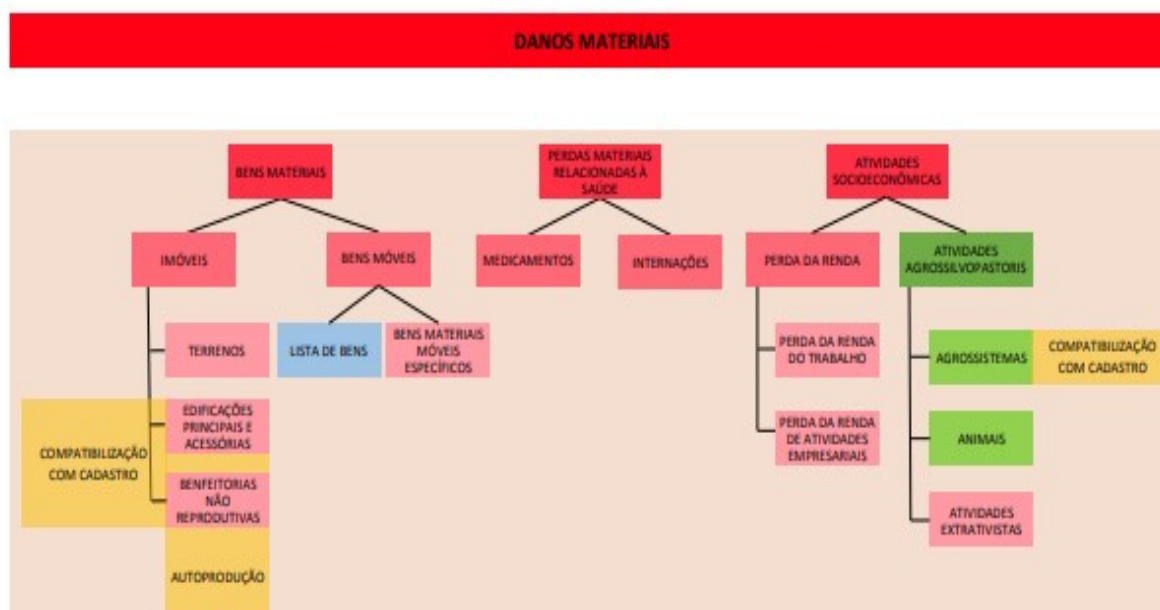 DANOS MATERIAIS
BENS MATERIAIS
PERDAS MATERIAIS
RELACIONADAS À
SAÚDE
ATIVIDADES
SOCIOECONÔMICAS
IMÓVEIS
BENS MÓVEIS
MEDICAMENTOS
INTERNAÇÕES
PERDA DA RENDA
ATIVIDADES
AGROSSILVOPASTORIS
TERRENOS
LISTA DE BENS
BENS MATERIAIS
MÓVEIS
ESPECÍFICOS
PERDA DA RENDA
DO TRABALHO
AGROSSISTEMAS
COMPATIBILIZAÇÃO
COM CADASTRO
EDIFICAÇÕES
PRINCIPAIS E
ACESSÓRIAS
COMPATIBILIZAÇÃO
COM CADASTRO
PERDA DA RENDA
DE ATIVIDADES
EMPRESARIAIS
ANIMAIS
BENFEITORIAS
NÃO
REPRODUTIVAS
ATIVIDADES
EXTRATIVISTAS
AUTOPRODUÇÃO